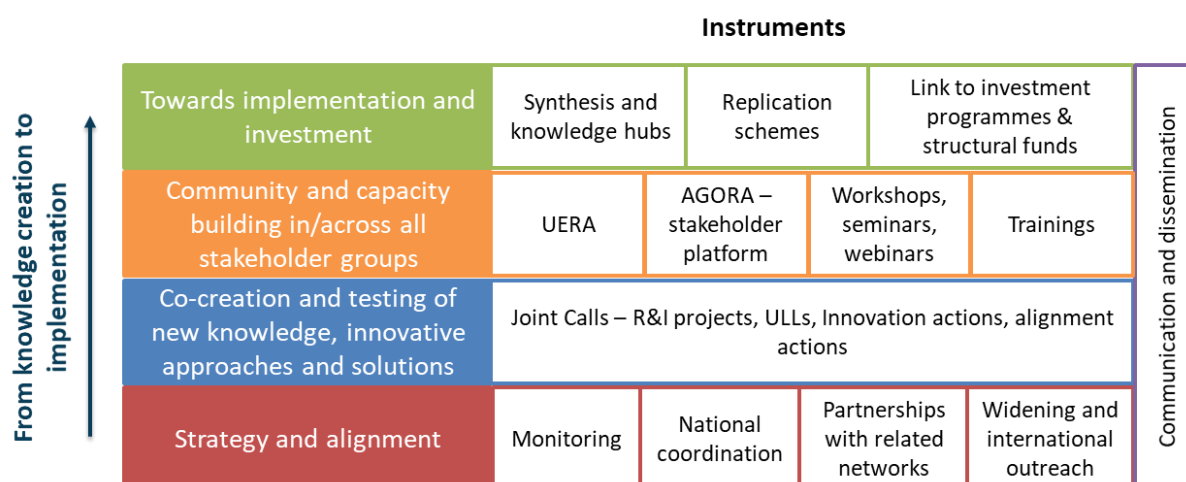 Instruments
From knowledge creation to
implementation
Towards implementation and
investment
Synthesis and
knowledge hubs
Replication
schemes
Link to investment
programmes &
structural funds
Community and capacity
building in/across all
stakeholder groups
UERA
AGORA –
stakeholder
platform
Workshops,
seminars,
webinars
Trainings
Co-creation and testing of
new knowledge, innovative
approaches and solutions
Joint Calls – R&I projects, ULLs, Innovation actions, alignment
actions
Strategy and alignment
Monitoring
National
coordination
Partnerships
with related
networks
Widening and
international
outreach
Communication and dissemination